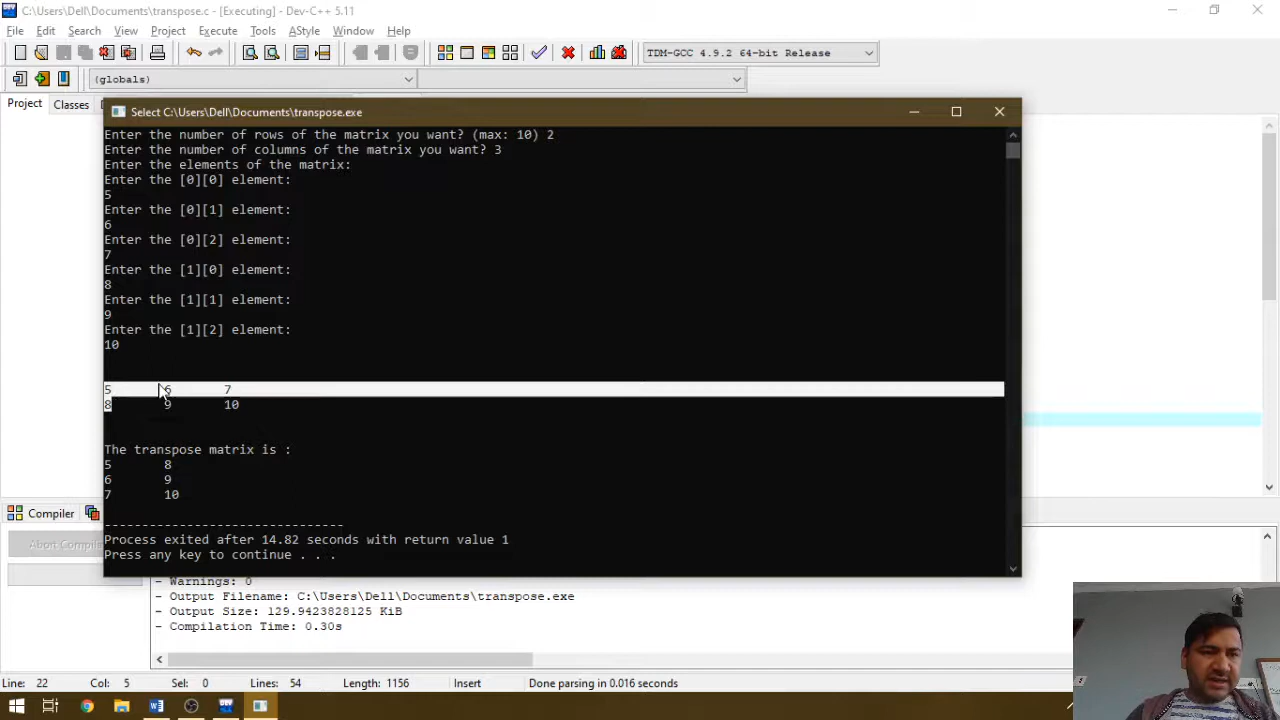 C:\Users\Dell\Documents\transpose.c - [Executing] - Dev-C++ 5.11
File Edit Search View Project Execute Tools AStyle Window Help
TDM-GCC 4.9.2 64-bit Release
(globals)
Project Classes
Select C:\Users\Dell\Documents\transpose.exe
Enter the number of rows of the matrix you want? (max: 10) 2
Enter the number of columns of the matrix you want? 3
Enter the elements of the matrix:
Enter the [0][0] element:
5
Enter the [0][1] element:
6
Enter the [0][2] element:
7
Enter the [1][0] element:
8
Enter the [1][1] element:
9
Enter the [1][2] element:
10
5 6 7
8 9 10
The transpose matrix is :
5 8
6 9
7 10
--------------------------------
Process exited after 14.82 seconds with return value 1
Press any key to continue . . .
Compiler
- Warnings: 0
- Output Filename: C:\Users\Dell\Documents\transpose.exe
- Output Size: 129.9423828125 KiB
- Compilation Time: 0.30s
Line: 22 Col: 5 Sel: 0 Lines: 54 Length: 1156 Insert Done parsing in 0.016 seconds